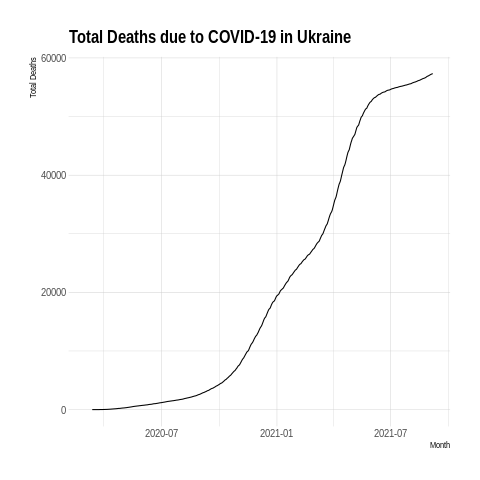 Total Deaths due to COVID-19 in Ukraine
Total Deaths
60000
40000
20000
0
2020-07
2021-01
2021-07
Month